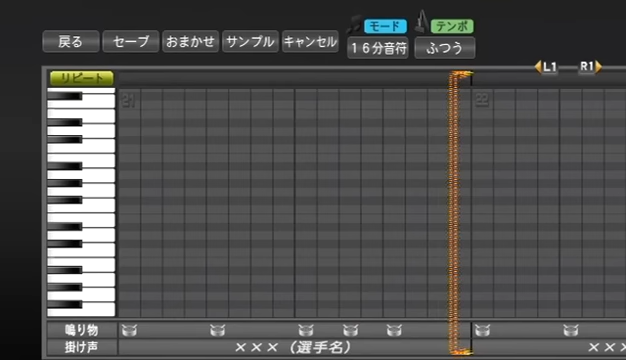 モード テンポ
戻る セーブ おまかせ サンプル キャンセル 16分音符 ふつう
L1 R1
リピート
21 22
鳴り物
掛け声 ××× (選手名) ×××